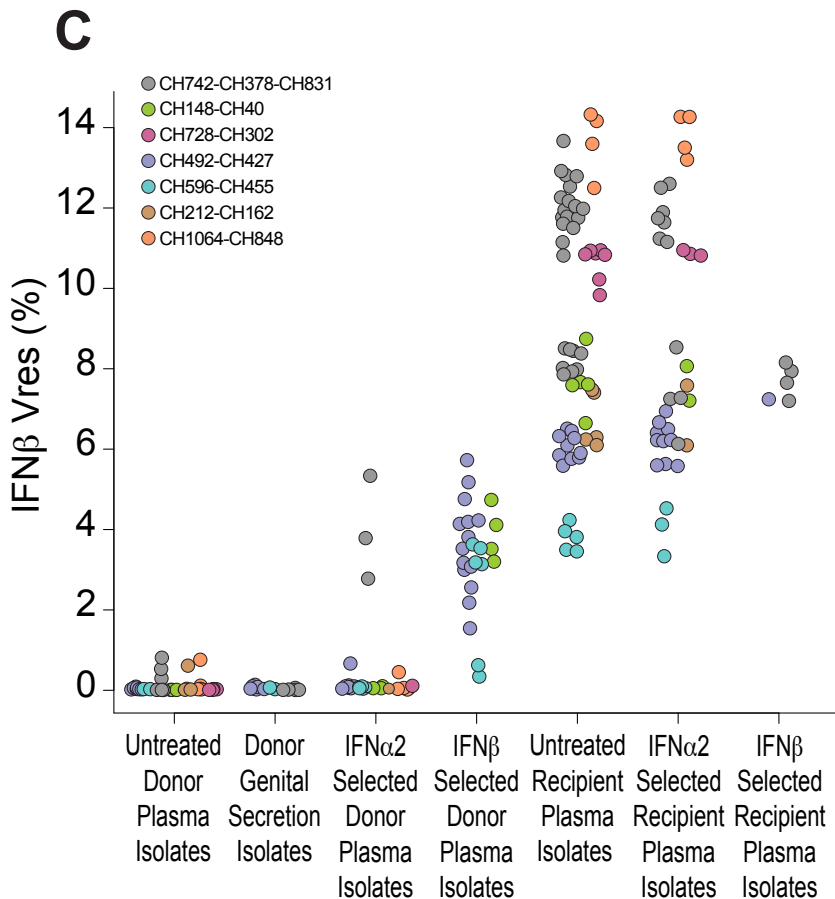 C
CH742-CH378-CH831
CH148-CH40
CH728-CH302
CH492-CH427
CH596-CH455
CH212-CH162
CH1064-CH848
IFNβ Vres (%)
14
12
10
8
6
4
2
0
Untreated
Donor
Plasma
Isolates
Donor
Genital
Secretion
Isolates
IFNα2
Selected
Donor
Plasma
Isolates
IFNβ
Selected
Donor
Plasma
Isolates
Untreated
Recipient
Plasma
Isolates
IFNα2
Selected
Recipient
Plasma
Isolates
IFNβ
Selected
Recipient
Plasma
Isolates